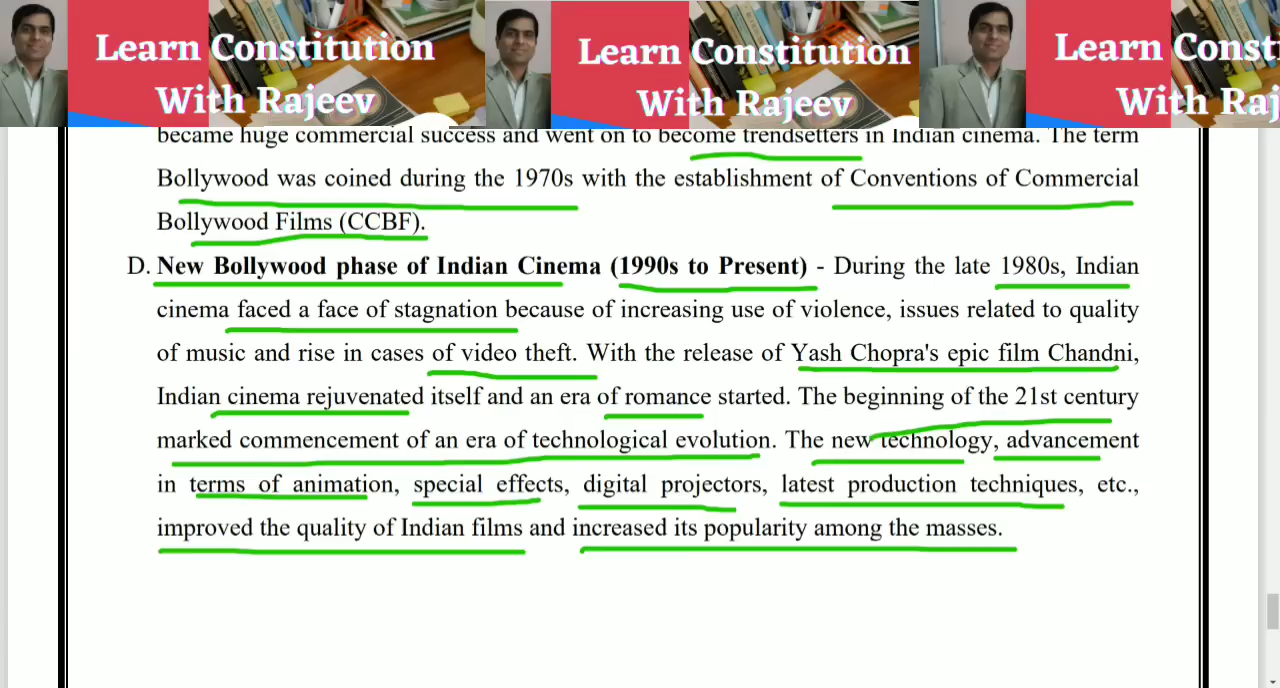 Learn Constitution
With Rajeev
Learn Constitution
With Rajeev
Learn Consti
With Raj
became huge commercial success and went on to become trendsetters in Indian cinema. The term
Bollywood was coined during the 1970s with the establishment of Conventions of Commercial
Bollywood Films (CCBF).
D. New Bollywood phase of Indian Cinema (1990s to Present) - During the late 1980s, Indian
cinema faced a face of stagnation because of increasing use of violence, issues related to quality
of music and rise in cases of video theft. With the release of Yash Chopra's epic film Chandni,
Indian cinema rejuvenated itself and an era of romance started. The beginning of the 21st century
marked commencement of an era of technological evolution. The new technology, advancement
in terms of animation, special effects, digital projectors, latest production techniques, etc.,
improved the quality of Indian films and increased its popularity among the masses.